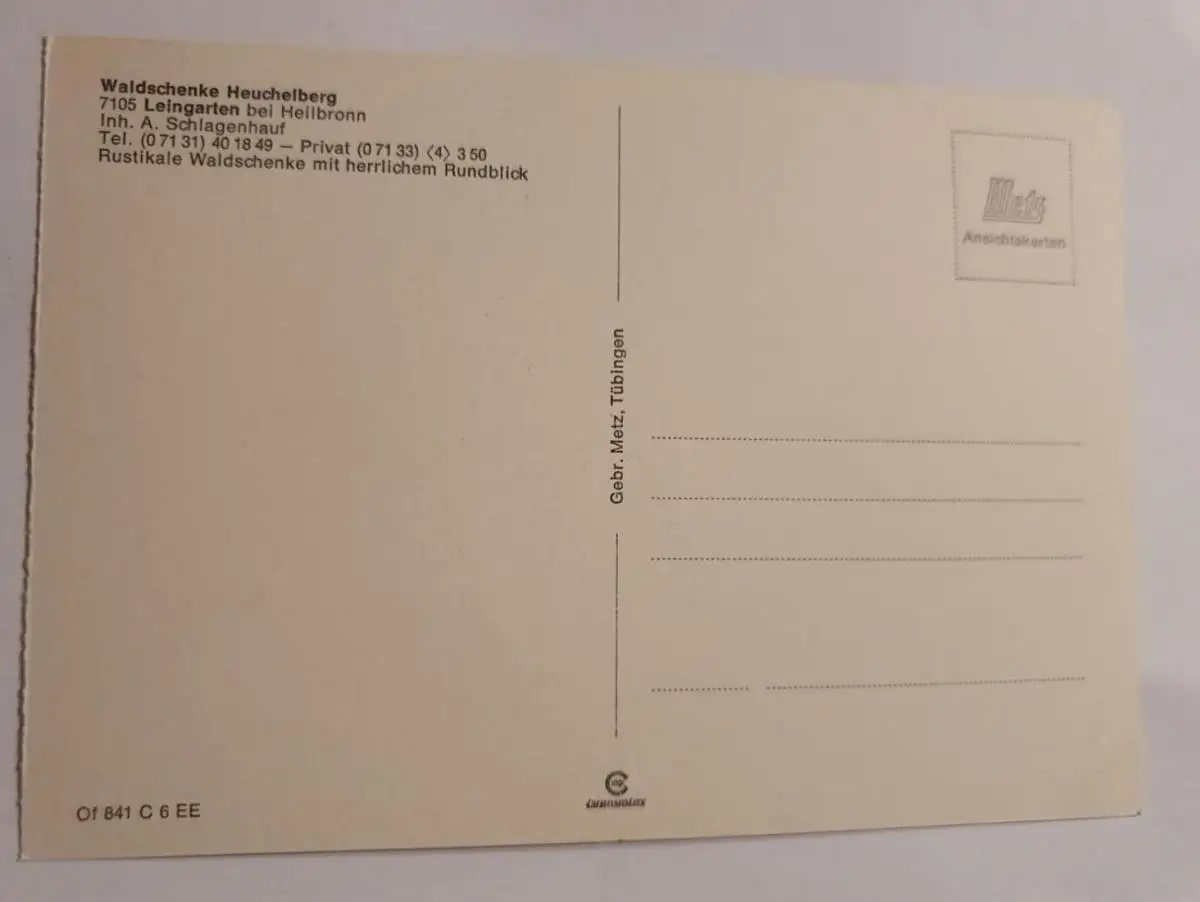 Waldschenke Heuchelberg
7105 Leingarten bei Heilbronn
Inh. A. Schlagenhauf
Tel. (0 71 31) 40 18 49 — Privat (0 71 33) ⟨4⟩ 3 50
Rustikale Waldschenke mit herrlichem Rundblick
Metz
Ansichtskarten
Gebr. Metz, Tübingen
Of 841 C 6 EE